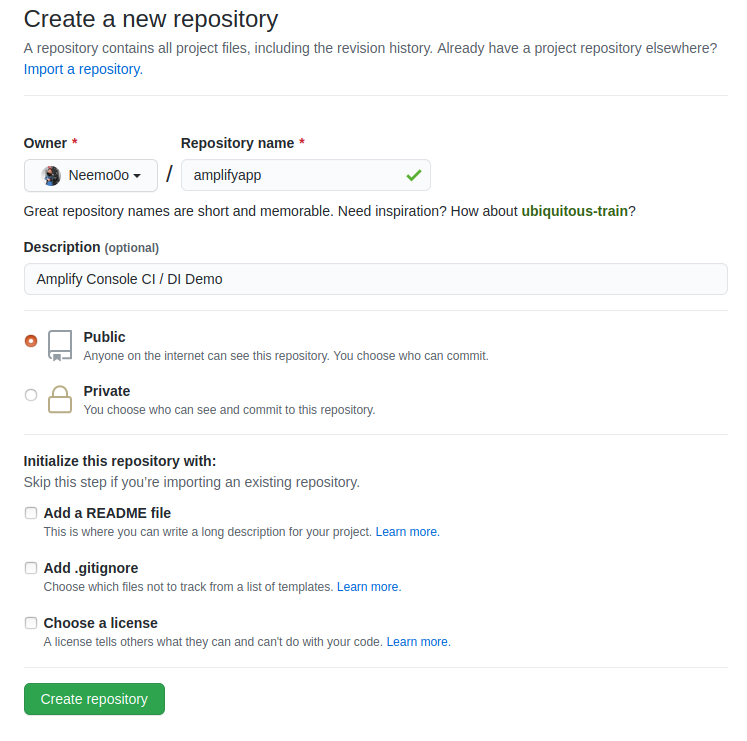 Create a new repository
A repository contains all project files, including the revision history. Already have a project repository elsewhere?
Import a repository.
Owner * Repository name *
Neemo0o / amplifyapp
Great repository names are short and memorable. Need inspiration? How about ubiquitous-train?
Description (optional)
Amplify Console CI / DI Demo
Public
Anyone on the internet can see this repository. You choose who can commit.
Private
You choose who can see and commit to this repository.
Initialize this repository with:
Skip this step if you're importing an existing repository.
Add a README file
This is where you can write a long description for your project. Learn more.
Add .gitignore
Choose which files not to track from a list of templates. Learn more.
Choose a license
A license tells others what they can and can't do with your code. Learn more.
Create repository